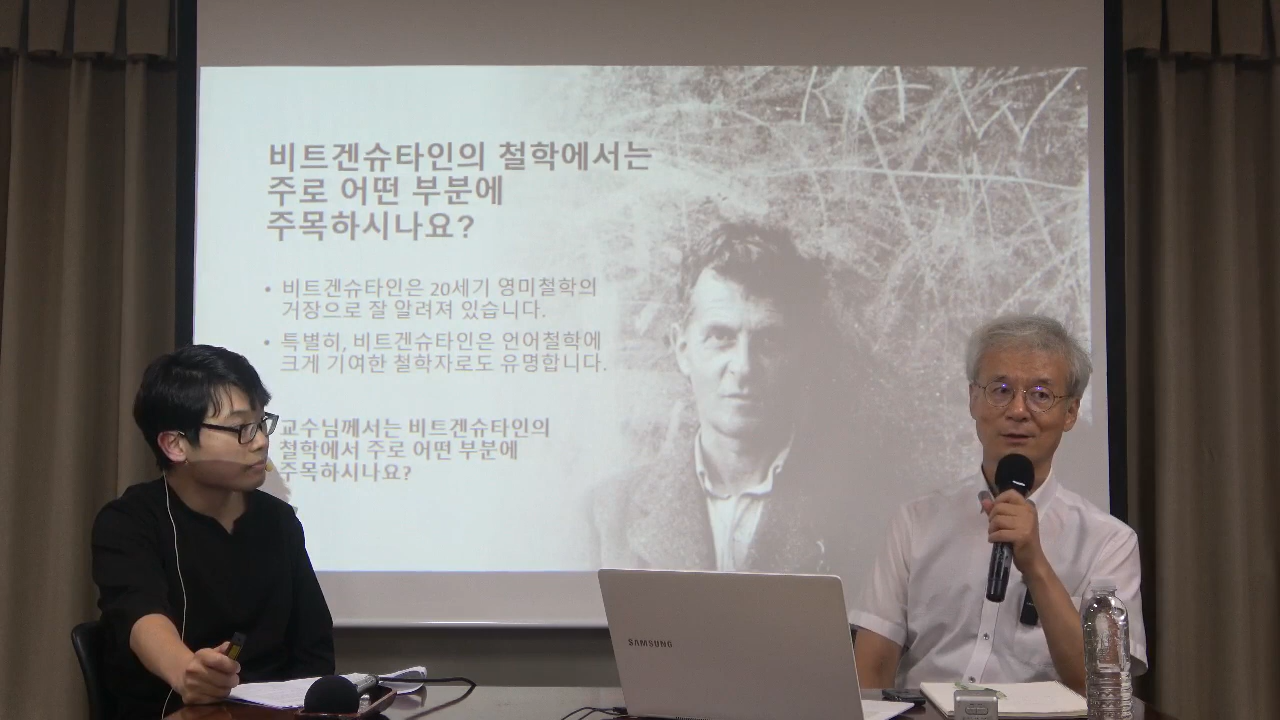 비트겐슈타인의 철학에서는
주로 어떤 부분에
주목하시나요?
• 비트겐슈타인은 20세기 영미철학의
거장으로 잘 알려져 있습니다.
• 특별히, 비트겐슈타인은 언어철학에
크게 기여한 철학자로도 유명합니다.
교수님께서는 비트겐슈타인의
철학에서 주로 어떤 부분에
주목하시나요?
SAMSUNG